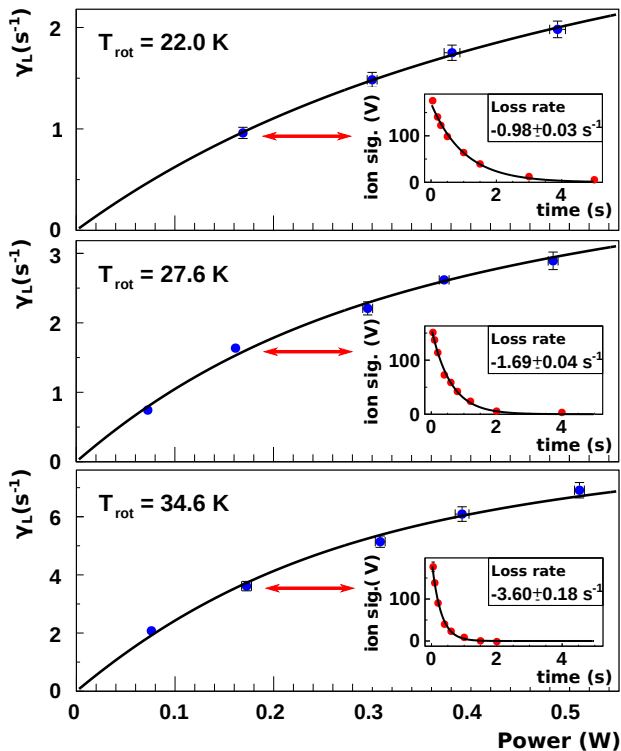 γL(s-1)
2
1
0
Trot = 22.0 K
ion sig. (V)
100
0
Loss rate
-0.98±0.03 s-1
0 2 4
time (s)
γL(s-1)
3
2
1
0
Trot = 27.6 K
ion sig. (V)
100
0
Loss rate
-1.69±0.04 s-1
0 2 4
time (s)
γL(s-1)
6
4
2
0
Trot = 34.6 K
ion sig.( V)
100
0
Loss rate
-3.60±0.18 s-1
0 2 4
time (s)
0 0.1 0.2 0.3 0.4 0.5
Power (W)